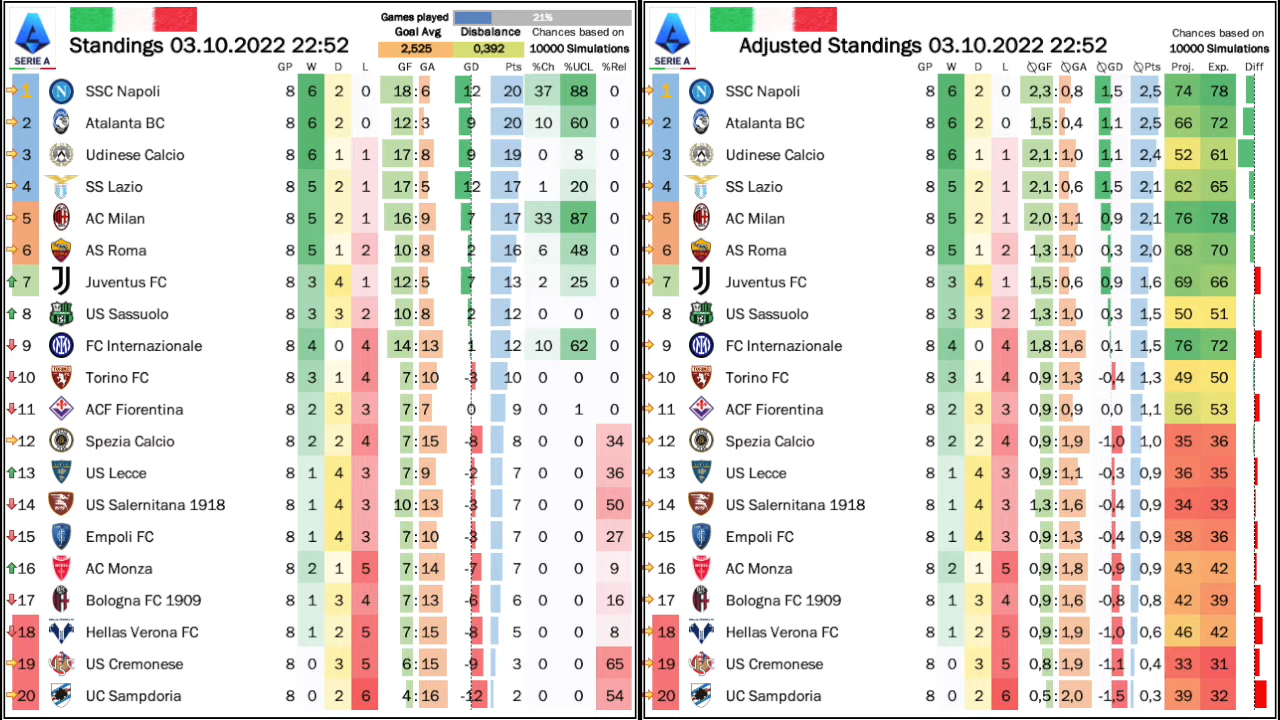 Games played 21%
Goal Avg Disbalance Chances based on
SERIE A Standings 03.10.2022 22:52 2,525 0,392 10000 Simulations
GP W D L GF GA GD Pts %Ch %UCL %Rel
1 SSC Napoli 8 6 2 0 18:6 12 20 37 88 0
2 Atalanta BC 8 6 2 0 12:3 9 20 10 60 0
3 Udinese Calcio 8 6 1 1 17:8 9 19 0 8 0
4 SS Lazio 8 5 2 1 17:5 12 17 1 20 0
5 AC Milan 8 5 2 1 16:9 7 17 33 87 0
6 AS Roma 8 5 1 2 10:8 2 16 6 48 0
7 Juventus FC 8 3 4 1 12:5 7 13 2 25 0
8 US Sassuolo 8 3 3 2 10:8 2 12 0 0 0
9 FC Internazionale 8 4 0 4 14:13 1 12 10 62 0
10 Torino FC 8 3 1 4 7:10 -3 10 0 0 0
11 ACF Fiorentina 8 2 3 3 7:7 0 9 0 1 0
12 Spezia Calcio 8 2 2 4 7:15 -8 8 0 0 34
13 US Lecce 8 1 4 3 7:9 -2 7 0 0 36
14 US Salernitana 1918 8 1 4 3 10:13 -3 7 0 0 50
15 Empoli FC 8 1 4 3 7:10 -3 7 0 0 27
16 AC Monza 8 2 1 5 7:14 -7 7 0 0 9
17 Bologna FC 1909 8 1 3 4 7:13 -6 6 0 0 16
18 Hellas Verona FC 8 1 2 5 7:15 -8 5 0 0 8
19 US Cremonese 8 0 3 5 6:15 -9 3 0 0 65
20 UC Sampdoria 8 0 2 6 4:16 -12 2 0 0 54
Chances based on
SERIE A Adjusted Standings 03.10.2022 22:52 10000 Simulations
GP W D L ∅GF ∅GA ∅GD ∅Pts Proj. Exp. Diff
1 SSC Napoli 8 6 2 0 2,3:0,8 1,5 2,5 74 78
2 Atalanta BC 8 6 2 0 1,5:0,4 1,1 2,5 66 72
3 Udinese Calcio 8 6 1 1 2,1:1,0 1,1 2,4 52 61
4 SS Lazio 8 5 2 1 2,1:0,6 1,5 2,1 62 65
5 AC Milan 8 5 2 1 2,0:1,1 0,9 2,1 76 78
6 AS Roma 8 5 1 2 1,3:1,0 0,3 2,0 68 70
7 Juventus FC 8 3 4 1 1,5:0,6 0,9 1,6 69 66
8 US Sassuolo 8 3 3 2 1,3:1,0 0,3 1,5 50 51
9 FC Internazionale 8 4 0 4 1,8:1,6 0,1 1,5 76 72
10 Torino FC 8 3 1 4 0,9:1,3 -0,4 1,3 49 50
11 ACF Fiorentina 8 2 3 3 0,9:0,9 0,0 1,1 56 53
12 Spezia Calcio 8 2 2 4 0,9:1,9 -1,0 1,0 35 36
13 US Lecce 8 1 4 3 0,9:1,1 -0,3 0,9 36 35
14 US Salernitana 1918 8 1 4 3 1,3:1,6 -0,4 0,9 34 33
15 Empoli FC 8 1 4 3 0,9:1,3 -0,4 0,9 38 36
16 AC Monza 8 2 1 5 0,9:1,8 -0,9 0,9 43 42
17 Bologna FC 1909 8 1 3 4 0,9:1,6 -0,8 0,8 42 39
18 Hellas Verona FC 8 1 2 5 0,9:1,9 -1,0 0,6 46 42
19 US Cremonese 8 0 3 5 0,8:1,9 -1,1 0,4 33 31
20 UC Sampdoria 8 0 2 6 0,5:2,0 -1,5 0,3 39 32